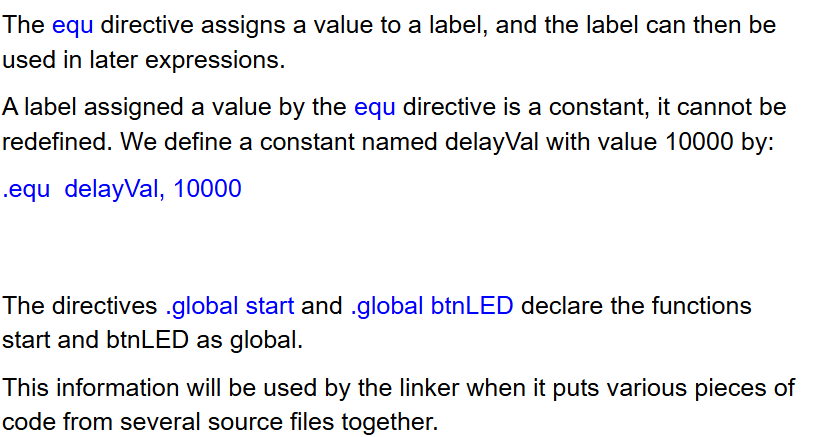 The equ directive assigns a value to a label, and the label can then be
used in later expressions.
A label assigned a value by the equ directive is a constant, it cannot be
redefined. We define a constant named delayVal with value 10000 by:
.equ  delayVal, 10000
The directives .global start and .global btnLED declare the functions
start and btnLED as global.
This information will be used by the linker when it puts various pieces of
code from several source files together.